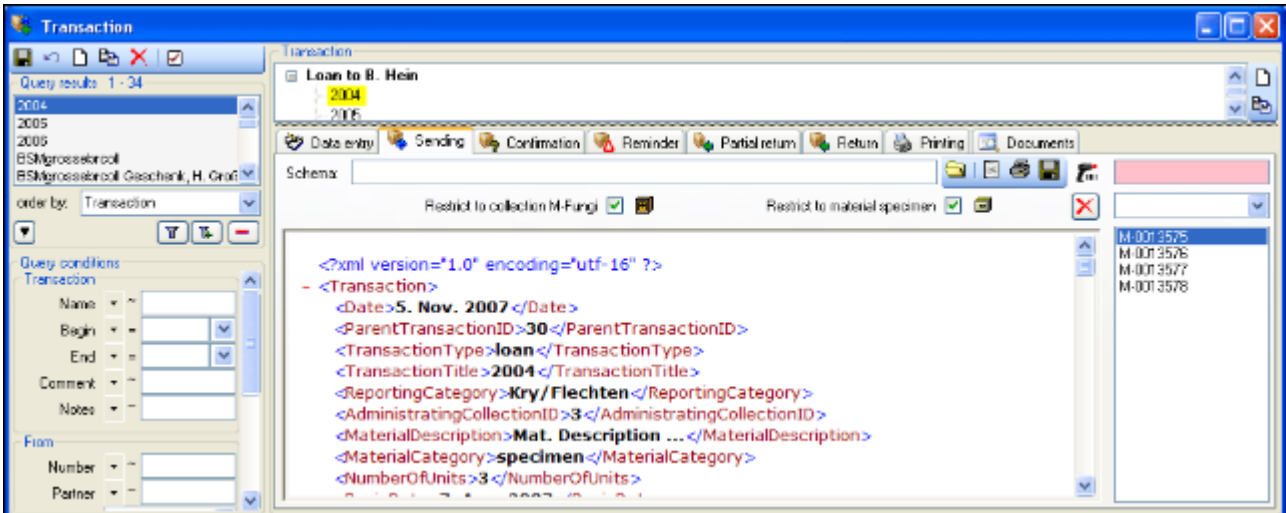 Transaction
Query results 1 - 34
2004
2005
2005
BSMgrossebrcoll
BSMgrossebrcoll Geschenk, H. Groß
order by: Transaction
Query conditions
Transaction
Name ~
Begin =
End =
Comment ~
Notes ~
From
Number ~
Partner ~
Transaction
Loan to B. Hein
2004
2005
Data entry Sending Confirmation Reminder Partial return Return Printing Documents
Schema:
Restrict to collection M-Fungi Restrict to material specimen
<?xml version="1.0" encoding="utf-16" ?>
- <Transaction>
<Date>5. Nov. 2007</Date>
<ParentTransactionID>30</ParentTransactionID>
<TransactionType>loan</TransactionType>
<TransactionTitle>2004</TransactionTitle>
<ReportingCategory>Kry/Flechten</ReportingCategory>
<AdministratingCollectionID>3</AdministratingCollectionID>
<MaterialDescription>Mat. Description ...</MaterialDescription>
<MaterialCategory>specimen</MaterialCategory>
<NumberOfUnits>3</NumberOfUnits>
M-0013575
M-0013576
M-0013577
M-0013578